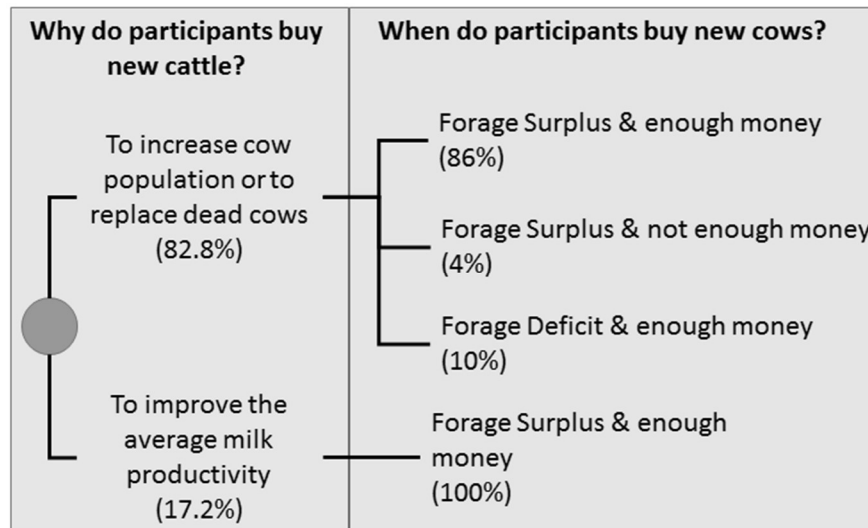 Why do participants buy
new cattle?
When do participants buy new cows?
To increase cow
population or to
replace dead cows
(82.8%)
Forage Surplus & enough money
(86%)
Forage Surplus & not enough money
(4%)
Forage Deficit & enough money
(10%)
To improve the
average milk
productivity
(17.2%)
Forage Surplus & enough
money
(100%)